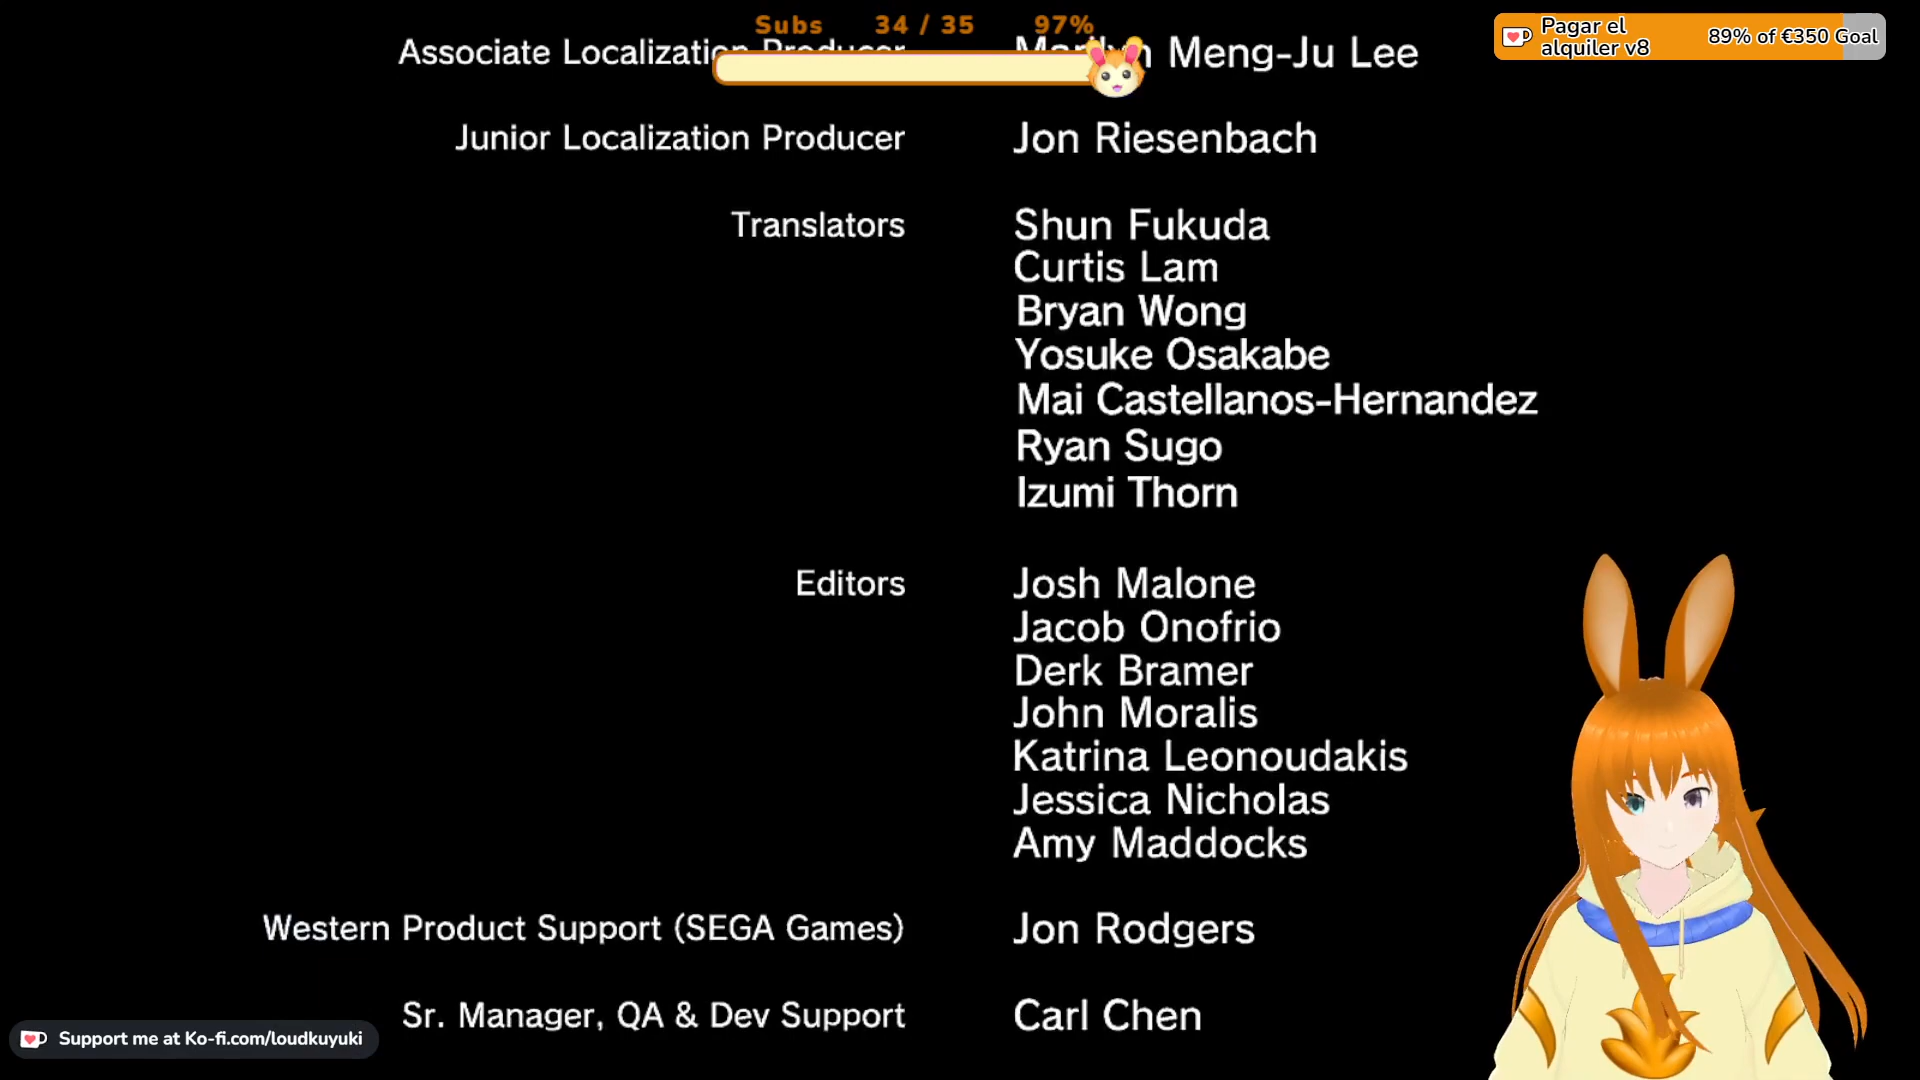 Subs 34 / 35 97%
Pagar el
alquiler v8
89% of €350 Goal
Associate Localization Producer Marilyn Meng-Ju Lee
Junior Localization Producer Jon Riesenbach
Translators Shun Fukuda
Curtis Lam
Bryan Wong
Yosuke Osakabe
Mai Castellanos-Hernandez
Ryan Sugo
Izumi Thorn
Editors Josh Malone
Jacob Onofrio
Derk Bramer
John Moralis
Katrina Leonoudakis
Jessica Nicholas
Amy Maddocks
Western Product Support (SEGA Games) Jon Rodgers
Sr. Manager, QA & Dev Support Carl Chen
Support me at Ko-fi.com/loudkuyuki